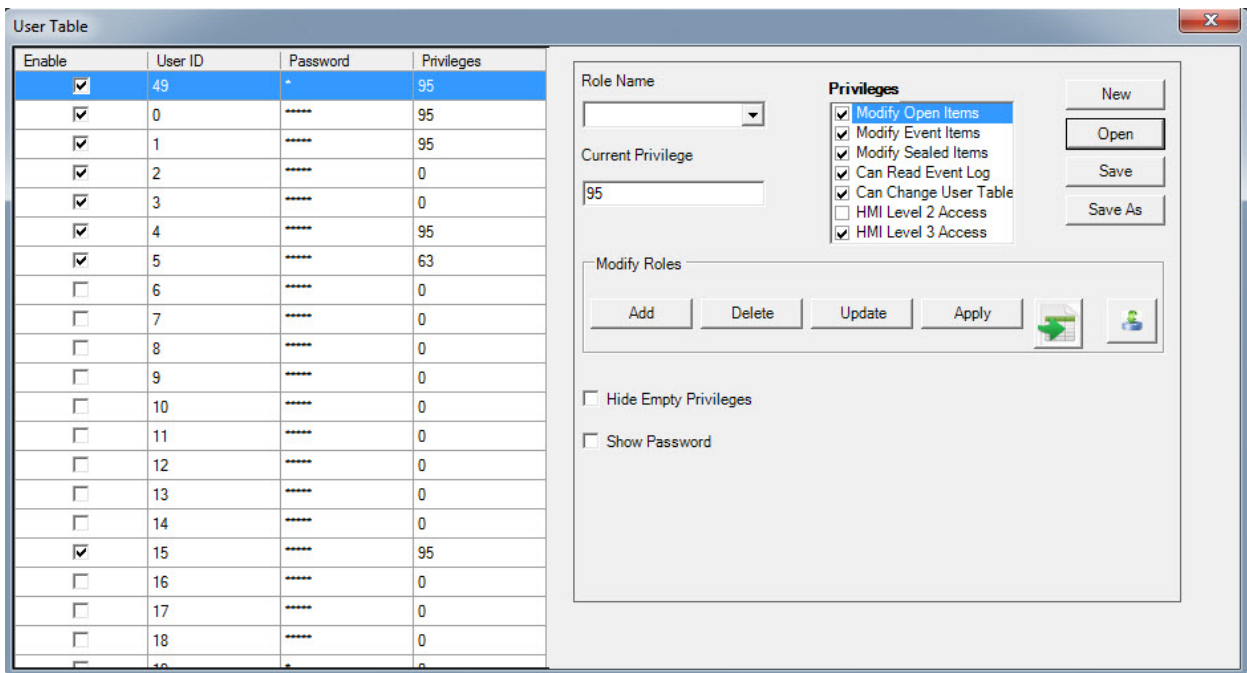 User Table
Enable User ID Password Privileges
49 * 95
0 ***** 95
1 ***** 95
2 ***** 0
3 ***** 0
4 ***** 95
5 ***** 63
6 ***** 0
7 ***** 0
8 ***** 0
9 ***** 0
10 ***** 0
11 ***** 0
12 ***** 0
13 ***** 0
14 ***** 0
15 ***** 95
16 ***** 0
17 ***** 0
18 ***** 0
Role Name
Current Privilege
95
Privileges
Modify Open Items
Modify Event Items
Modify Sealed Items
Can Read Event Log
Can Change User Table
HMI Level 2 Access
HMI Level 3 Access
New
Open
Save
Save As
Modify Roles
Add Delete Update Apply
Hide Empty Privileges
Show Password